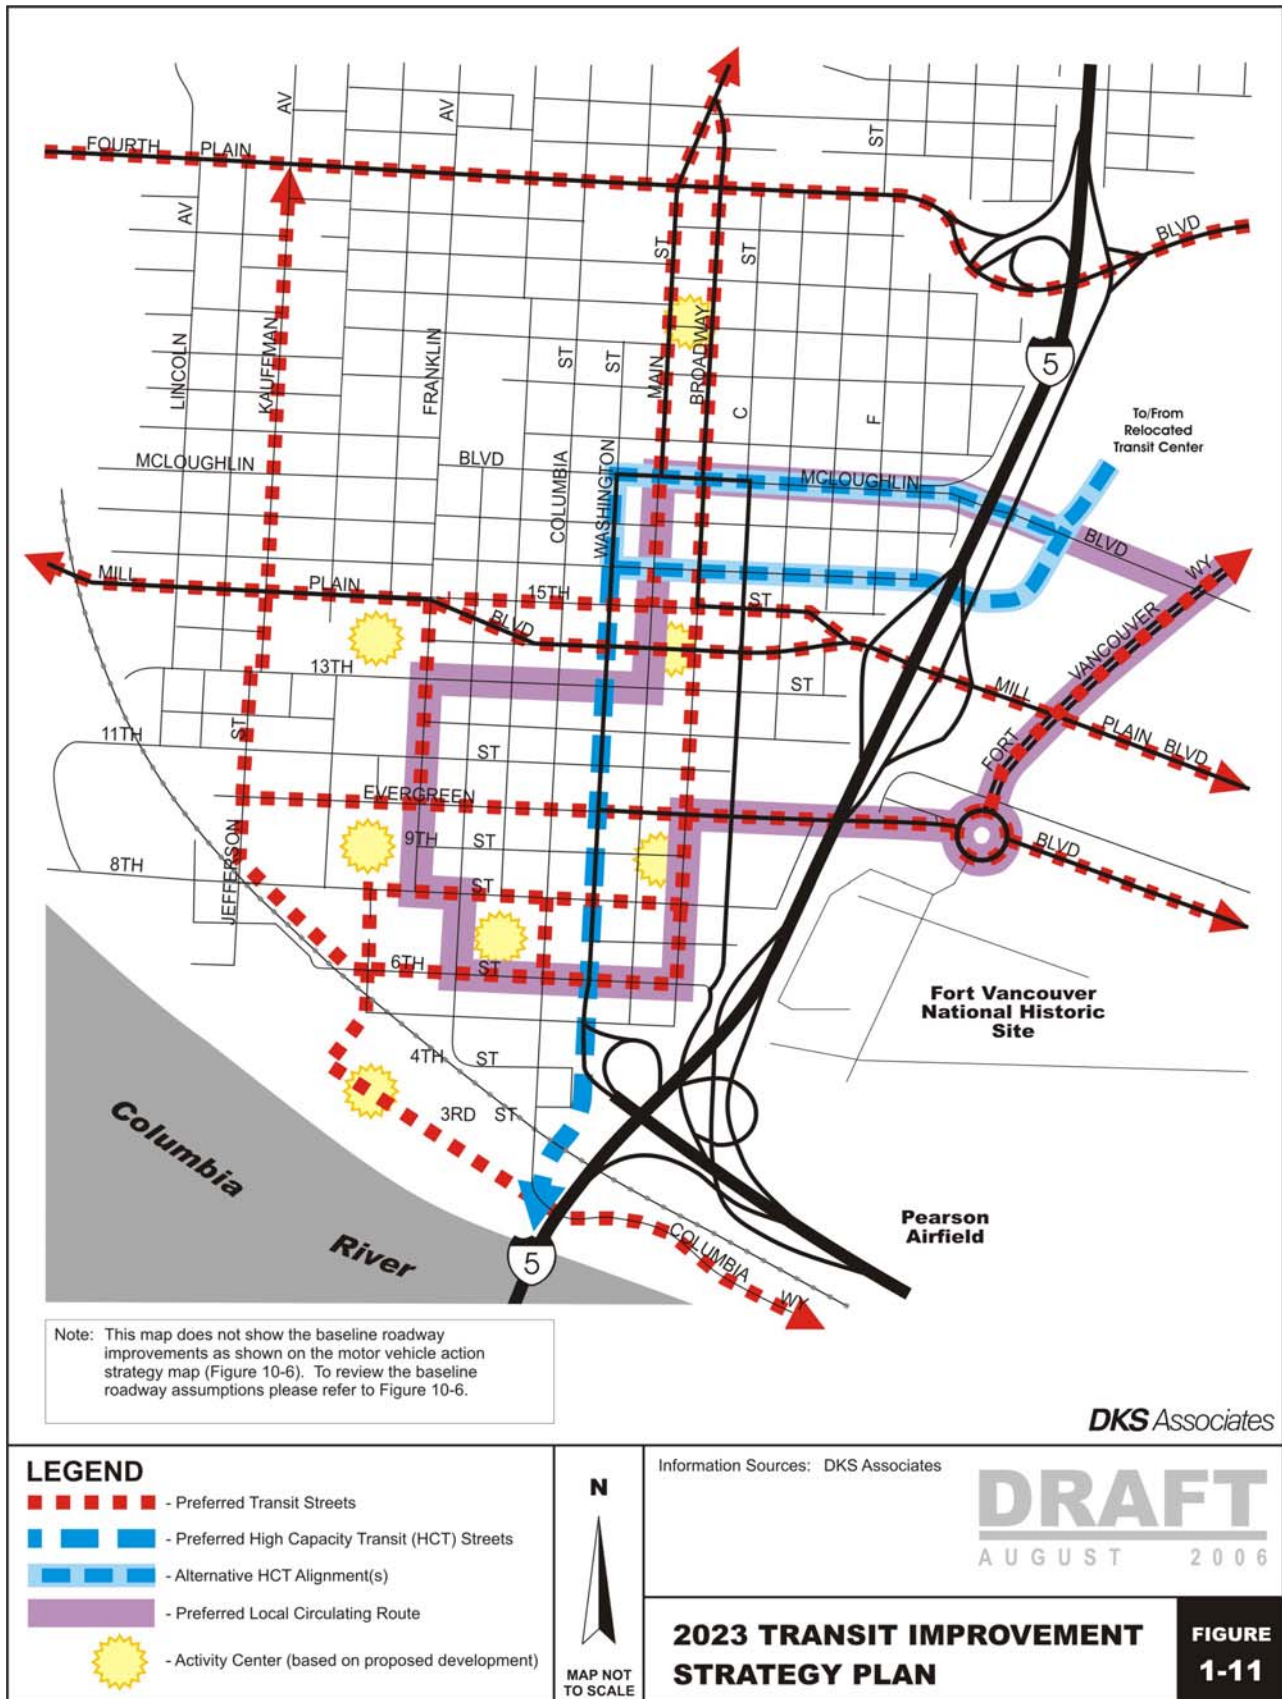 AV
AV
ST
FOURTH PLAIN
AV
ST
ST
BLVD
LINCOLN
KAUFFMAN
FRANKLIN
ST
ST
MAIN
BROADWAY
C
F
5
To/From
Relocated
Transit Center
MCLOUGHLIN
BLVD
COLUMBIA
WASHINGTON
MCLOUGHLIN
BLVD
MILL PLAIN
BLVD
15TH
ST
WY
VANCOUVER
FORT
13TH
ST
MILL
PLAIN BLVD
11TH
ST
ST
EVERGREEN
BLVD
9TH
ST
8TH
ST
JEFFERSON
6TH
ST
Fort Vancouver
National Historic
Site
4TH
ST
3RD ST
Columbia
River
Pearson
Airfield
5
COLUMBIA
WY
Note: This map does not show the baseline roadway
improvements as shown on the motor vehicle action
strategy map (Figure 10-6). To review the baseline
roadway assumptions please refer to Figure 10-6.
DKS Associates
LEGEND
- Preferred Transit Streets
- Preferred High Capacity Transit (HCT) Streets
- Alternative HCT Alignment(s)
- Preferred Local Circulating Route
- Activity Center (based on proposed development)
N
MAP NOT
TO SCALE
Information Sources: DKS Associates
DRAFT
AUGUST 2006
2023 TRANSIT IMPROVEMENT
STRATEGY PLAN
FIGURE
1-11